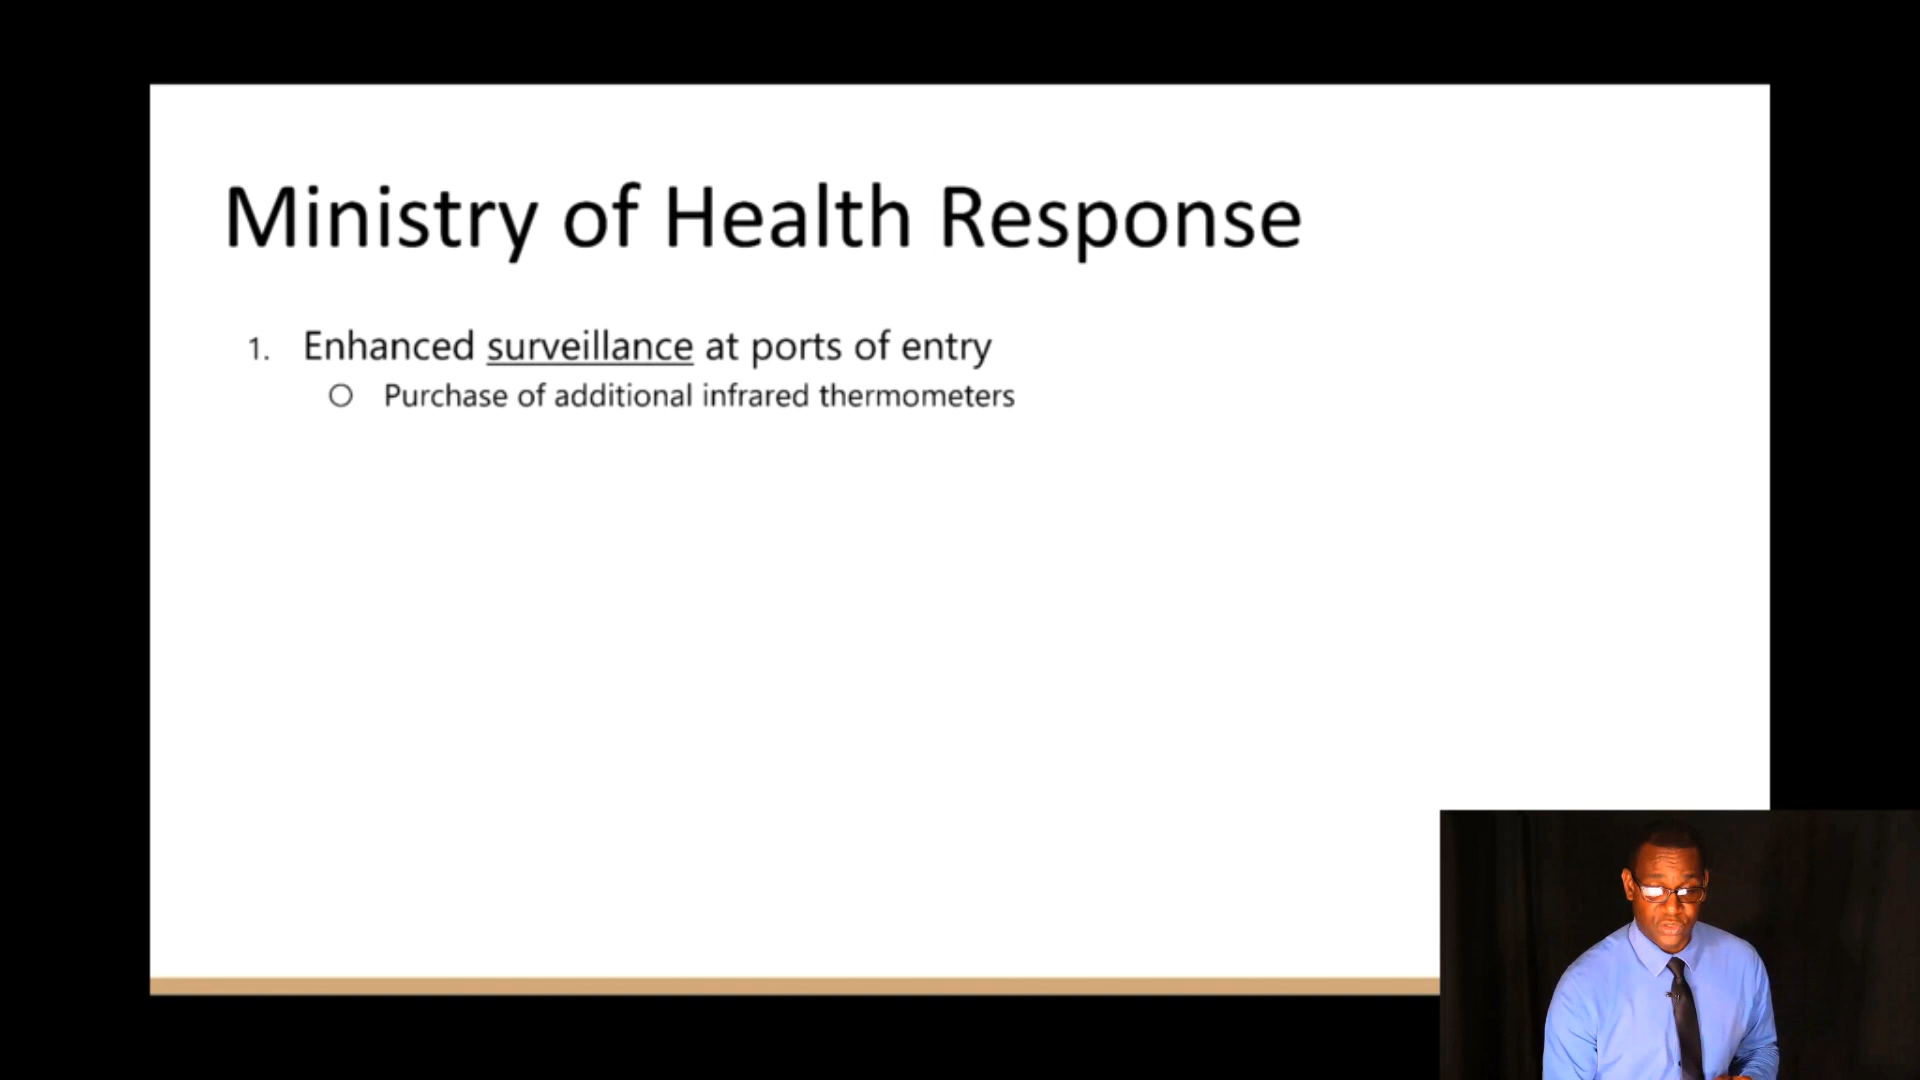 Ministry of Health Response
1. Enhanced surveillance at ports of entry
○ Purchase of additional infrared thermometers